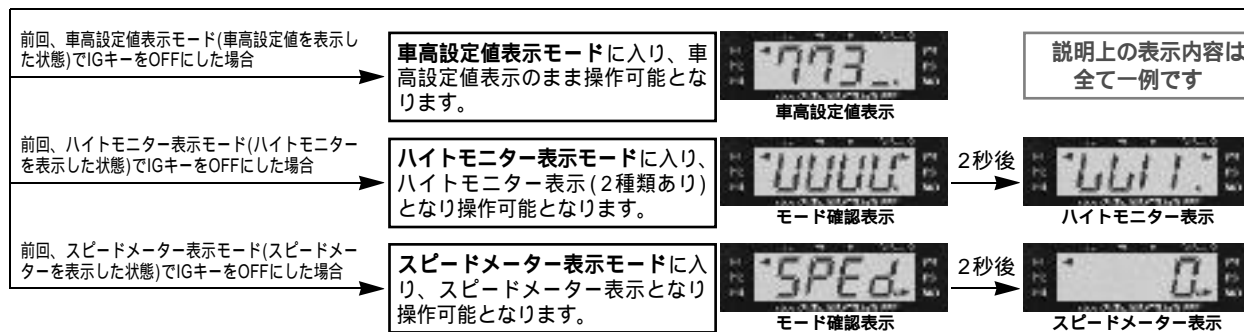 前回、車高設定値表示モード(車高設定値を表示し
た状態)でIGキーをOFFにした場合
車高設定値表示モードに入り、車
高設定値表示のまま操作可能とな
ります。
773_.
車高設定値表示
説明上の表示内容は
全て一例です
前回、ハイトモニター表示モード(ハイトモニター
を表示した状態)でIGキーをOFFにした場合
ハイトモニター表示モードに入り、
ハイトモニター表示(2種類あり)
となり操作可能となります。
モード確認表示
2秒後
ハイトモニター表示
前回、スピードメーター表示モード(スピードメー
ターを表示した状態)でIGキーをOFFにした場合
スピードメーター表示モードに入
り、スピードメーター表示となり
操作可能となります。
SPEd.
モード確認表示
2秒後
0.
スピードメーター表示